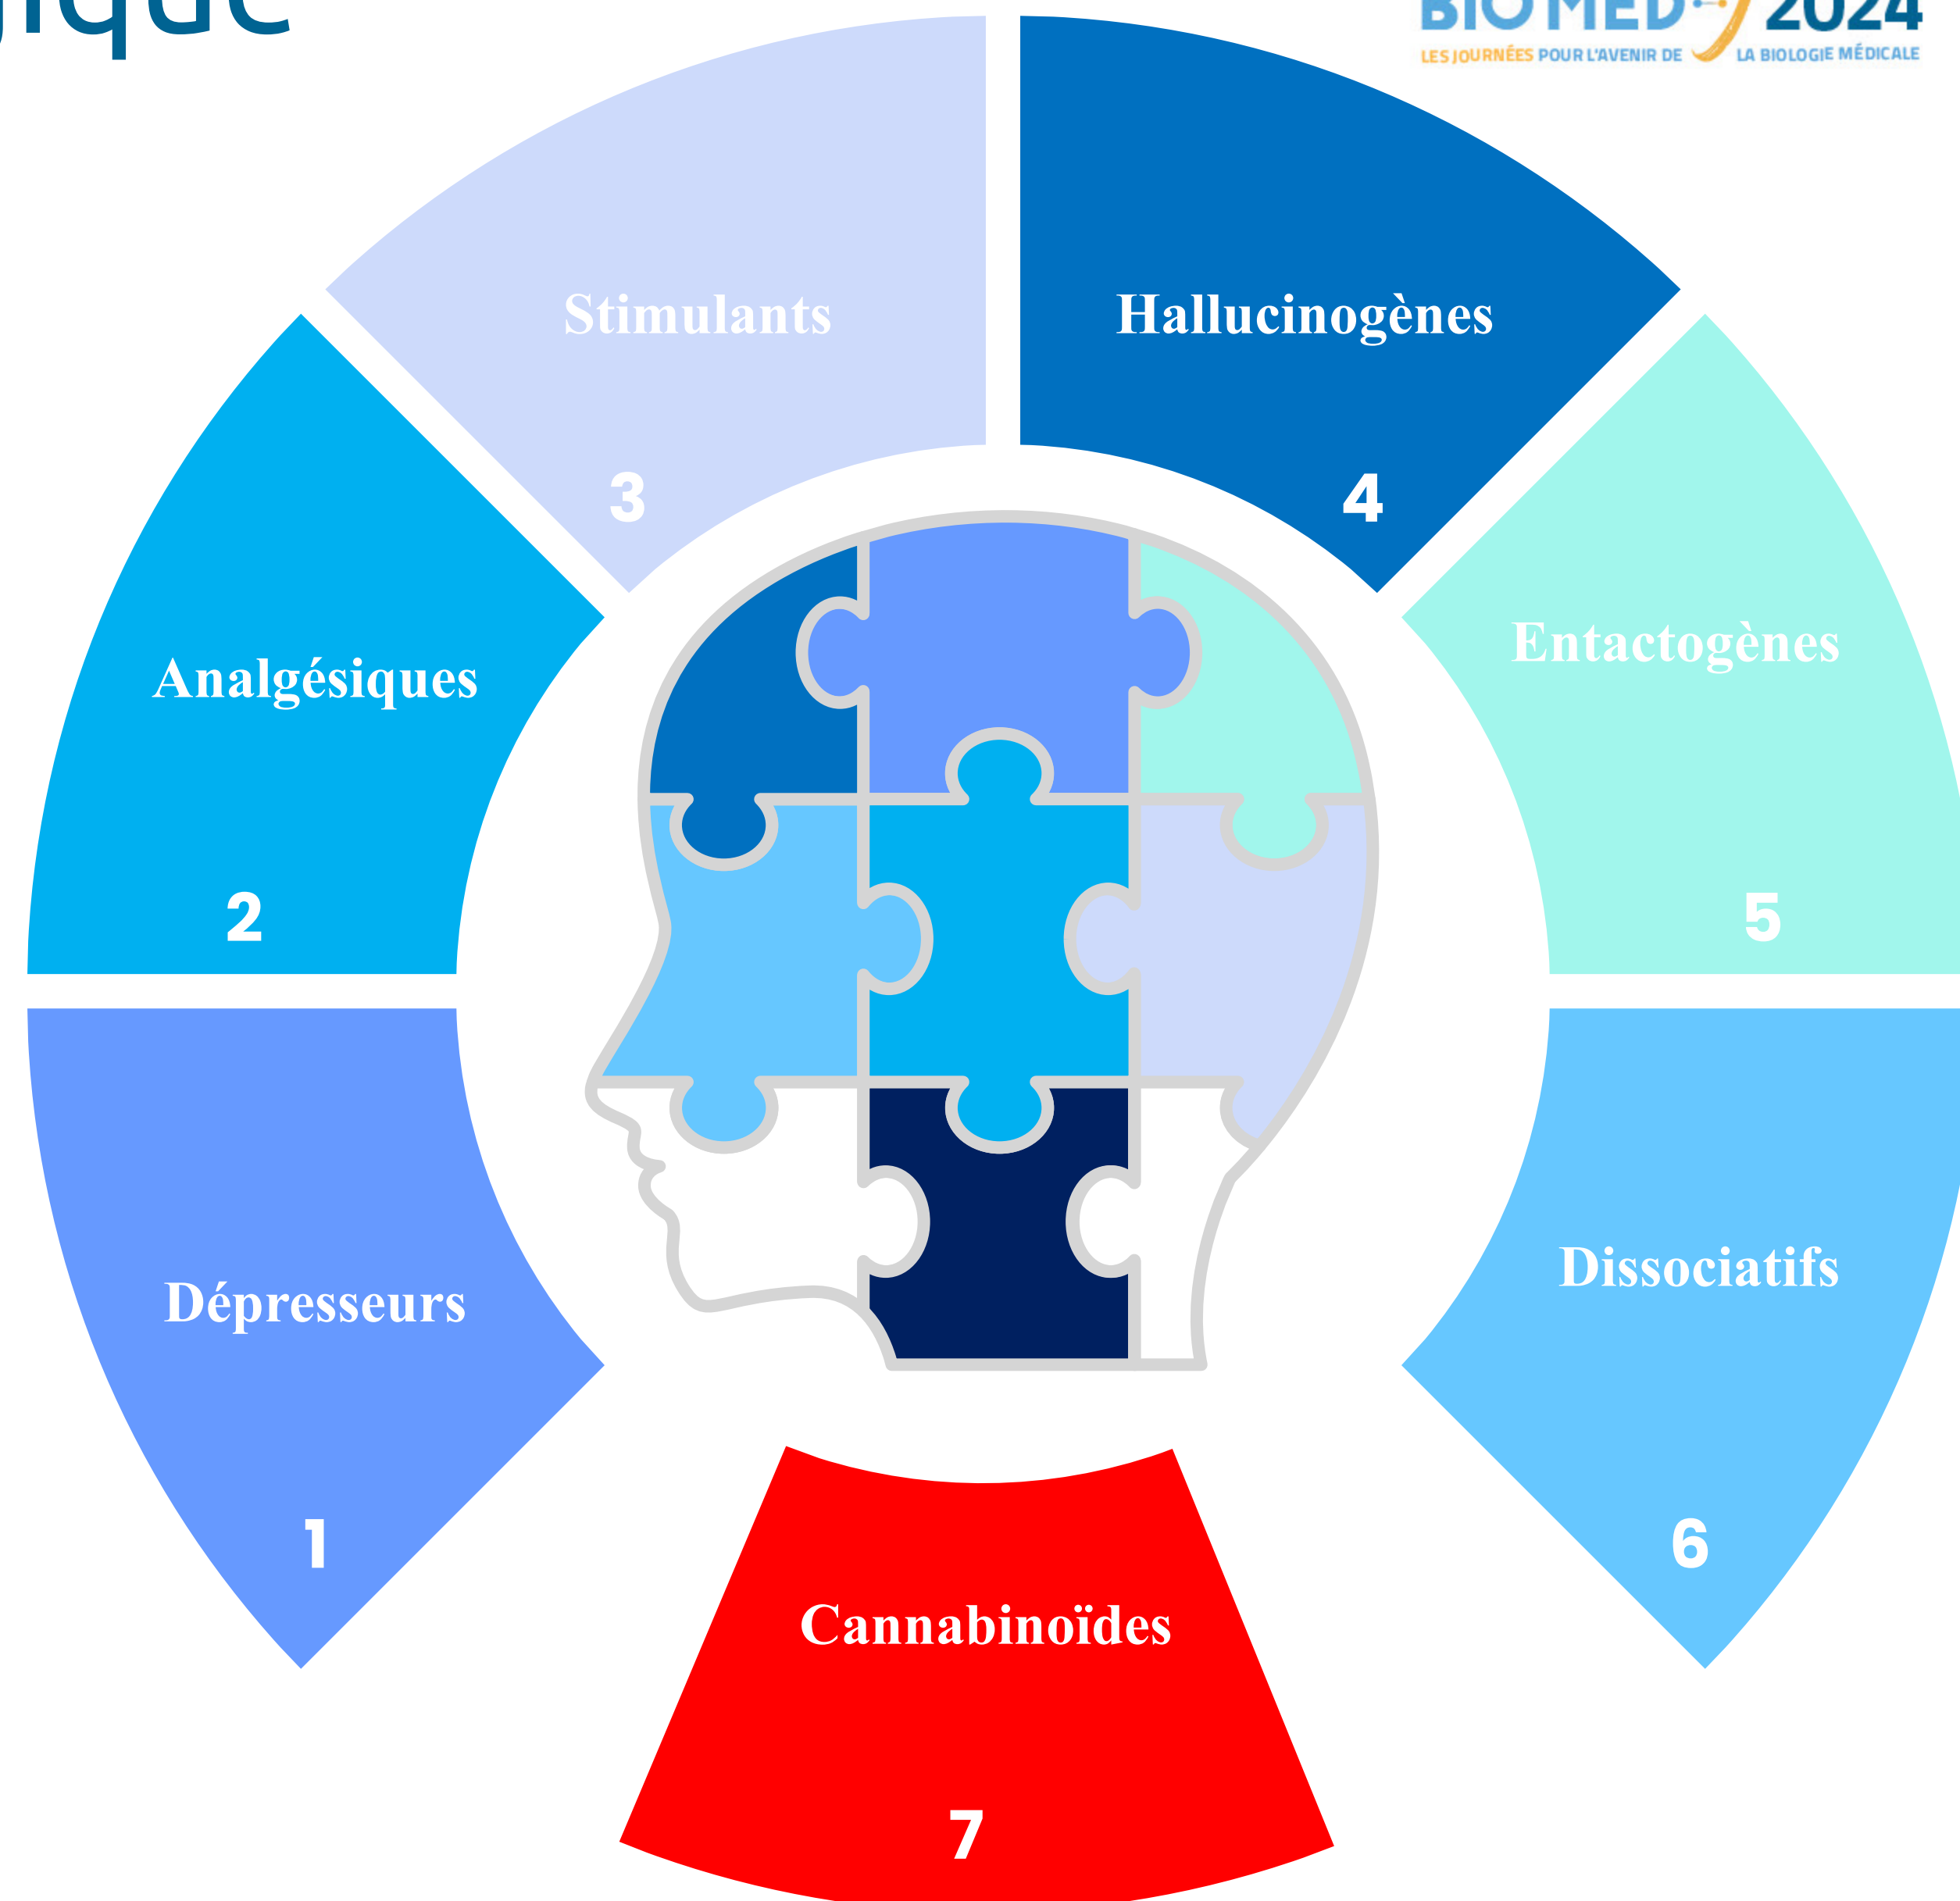 BIOMED 2024
LES JOURNÉES POUR L'AVENIR DE LA BIOLOGIE MÉDICALE
Stimulants
3
Hallucinogènes
4
Analgésiques
2
Entactogènes
5
Dépresseurs
1
Dissociatifs
6
Cannabinoïdes
7